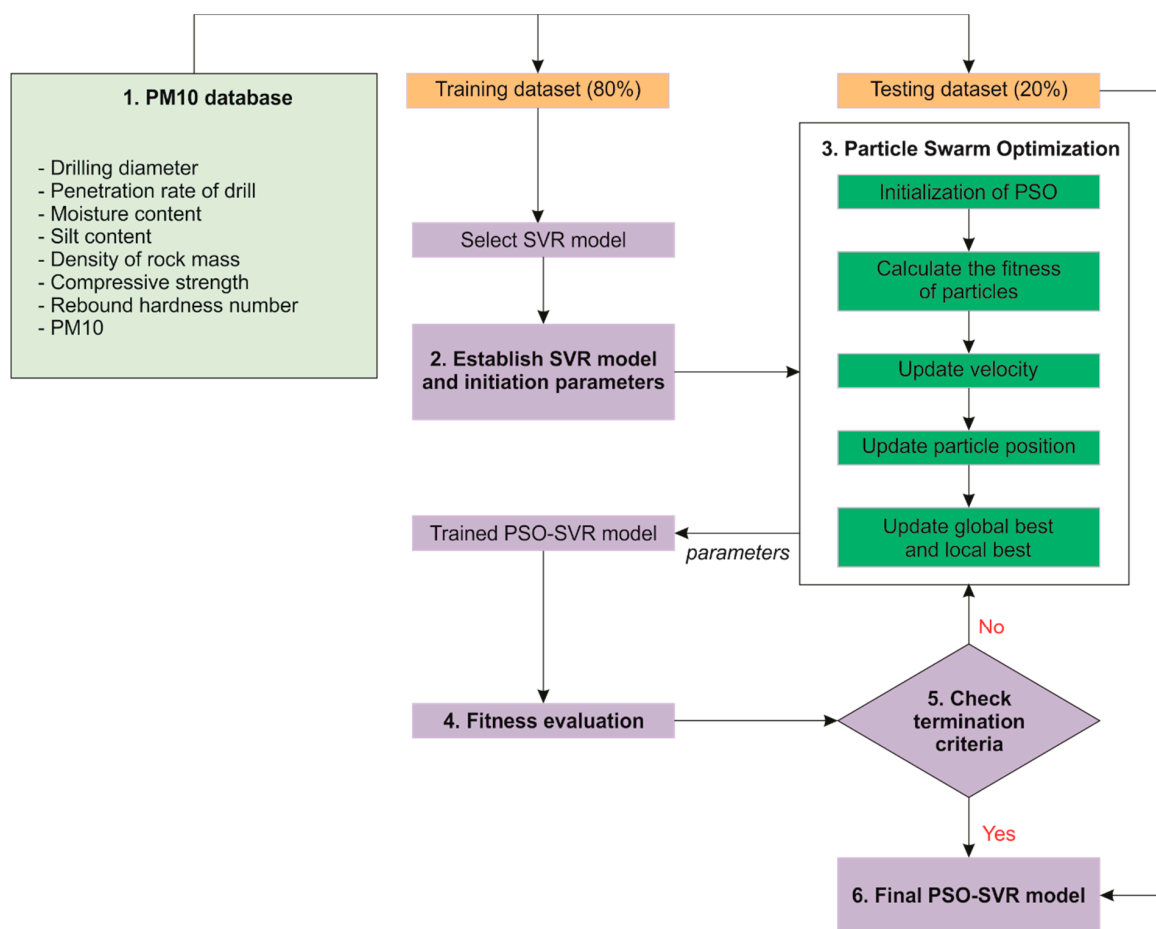 1. PM10 database
- Drilling diameter
- Penetration rate of drill
- Moisture content
- Silt content
- Density of rock mass
- Compressive strength
- Rebound hardness number
- PM10
Training dataset (80%)
Testing dataset (20%)
Select SVR model
2. Establish SVR model
and initiation parameters
3. Particle Swarm Optimization
Initialization of PSO
Calculate the fitness
of particles
Update velocity
Update particle position
Update global best
and local best
Trained PSO-SVR model
parameters
4. Fitness evaluation
No
5. Check
termination
criteria
Yes
6. Final PSO-SVR model